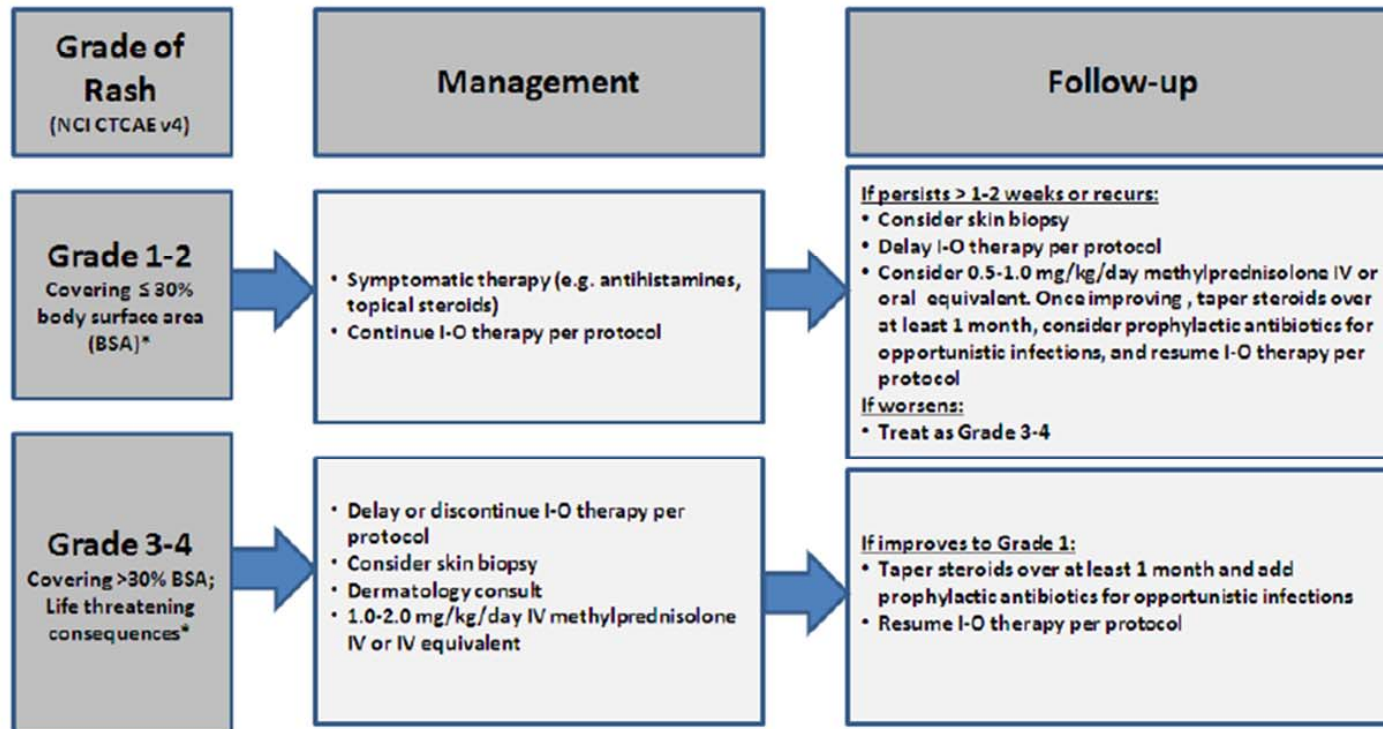 Grade of
Rash
(NCI CTCAE v4)
Management
Follow-up
Grade 1-2
Covering ≤ 30%
body surface area
(BSA)*
• Symptomatic therapy (e.g. antihistamines,
topical steroids)
• Continue I-O therapy per protocol
If persists > 1-2 weeks or recurs:
• Consider skin biopsy
• Delay I-O therapy per protocol
• Consider 0.5-1.0 mg/kg/day methylprednisolone IV or
oral equivalent. Once improving , taper steroids over
at least 1 month, consider prophylactic antibiotics for
opportunistic infections, and resume I-O therapy per
protocol
If worsens:
• Treat as Grade 3-4
Grade 3-4
Covering >30% BSA;
Life threatening
consequences*
• Delay or discontinue I-O therapy per
protocol
• Consider skin biopsy
• Dermatology consult
• 1.0-2.0 mg/kg/day IV methylprednisolone
IV or IV equivalent
If improves to Grade 1:
• Taper steroids over at least 1 month and add
prophylactic antibiotics for opportunistic infections
• Resume I-O therapy per protocol